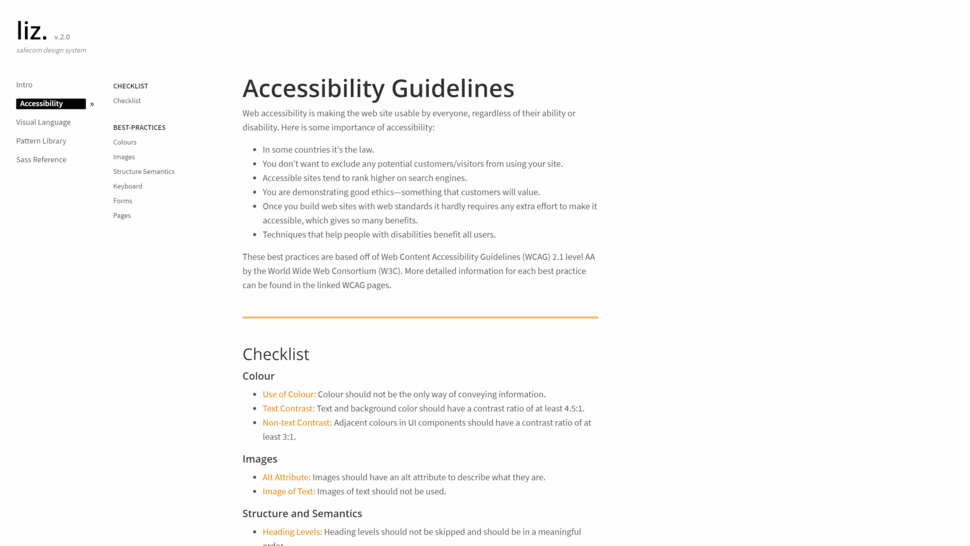 liz. v.2.0
safecom design system
Intro
Accessibility »
Visual Language
Pattern Library
Sass Reference
CHECKLIST
Checklist
BEST-PRACTICES
Colours
Images
Structure Semantics
Keyboard
Forms
Pages
Accessibility Guidelines
Web accessibility is making the web site usable by everyone, regardless of their ability or
disability. Here is some importance of accessibility:
• In some countries it’s the law.
• You don’t want to exclude any potential customers/visitors from using your site.
• Accessible sites tend to rank higher on search engines.
• You are demonstrating good ethics—something that customers will value.
• Once you build web sites with web standards it hardly requires any extra effort to make it
accessible, which gives so many benefits.
• Techniques that help people with disabilities benefit all users.
These best practices are based off of Web Content Accessibility Guidelines (WCAG) 2.1 level AA
by the World Wide Web Consortium (W3C). More detailed information for each best practice
can be found in the linked WCAG pages.
Checklist
Colour
• Use of Colour: Colour should not be the only way of conveying information.
• Text Contrast: Text and background color should have a contrast ratio of at least 4.5:1.
• Non-text Contrast: Adjacent colours in UI components should have a contrast ratio of at
least 3:1.
Images
• Alt Attribute: Images should have an alt attribute to describe what they are.
• Image of Text: Images of text should not be used.
Structure and Semantics
• Heading Levels: Heading levels should not be skipped and should be in a meaningful
order.